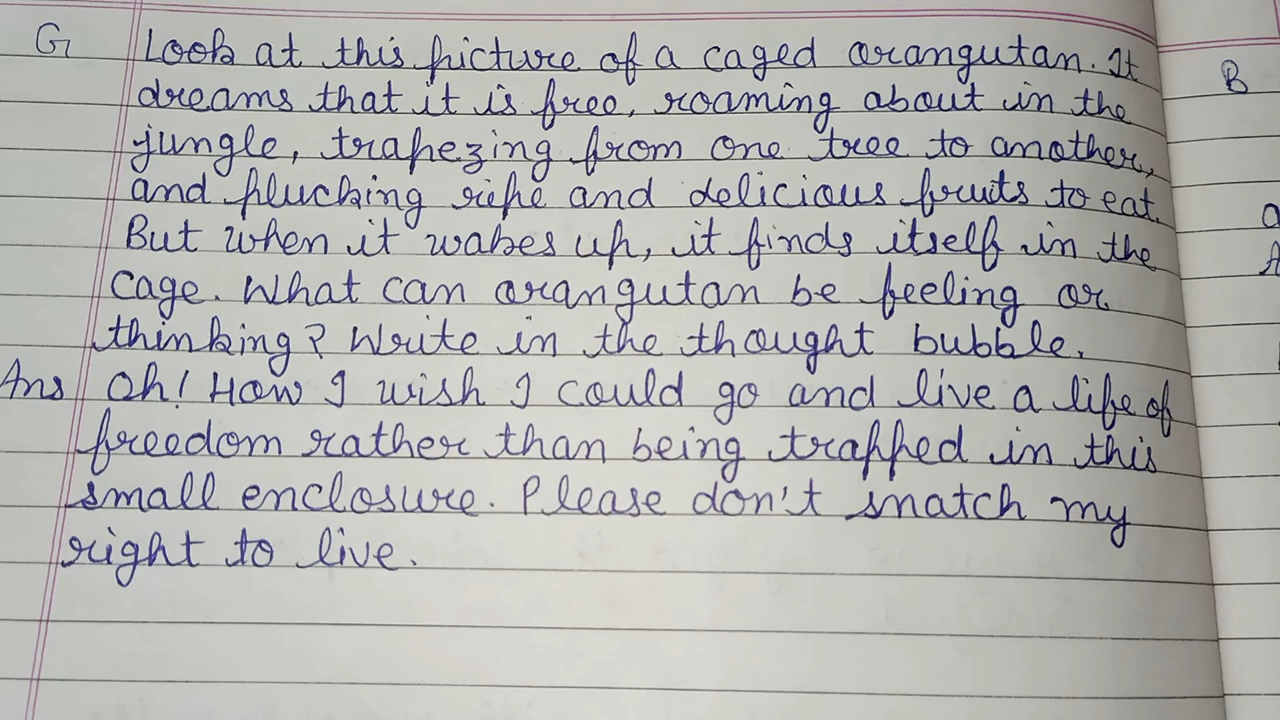 G Look at this picture of a caged orangutan. It
dreams that it is free, roaming about in the
jungle, trapezing from one tree to another,
and plucking ripe and delicious fruits to eat.
But when it wakes up, it finds itself in the
cage. What can orangutan be feeling or
thinking? Write in the thought bubble.
Ans Oh! How I wish I could go and live a life of
freedom rather than being trapped in this
small enclosure. Please don't snatch my
right to live.
B